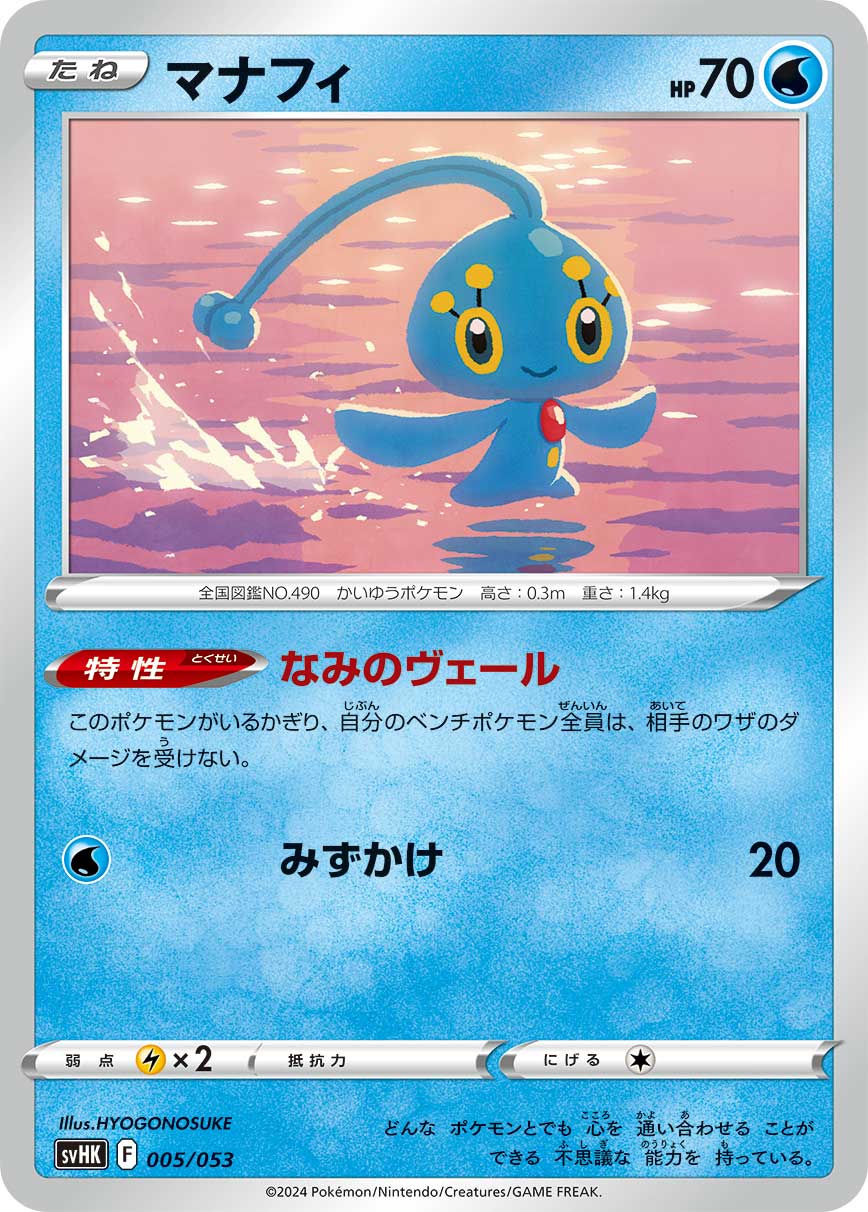 たね マナフィ HP70
全国図鑑NO.490 かいゆうポケモン 高さ：0.3m 重さ：1.4kg
特性 とくせい なみのヴェール
このポケモンがいるかぎり、自分のベンチポケモン全員は、相手のワザのダ
メージを受けない。
みずかけ 20
弱点 ×2 抵抗力 にげる
Illus.HYOGONOSUKE
svHK F 005/053
どんな ポケモンとでも 心を 通い合わせる ことが
できる 不思議な 能力を 持っている。
©2024 Pokémon/Nintendo/Creatures/GAME FREAK.